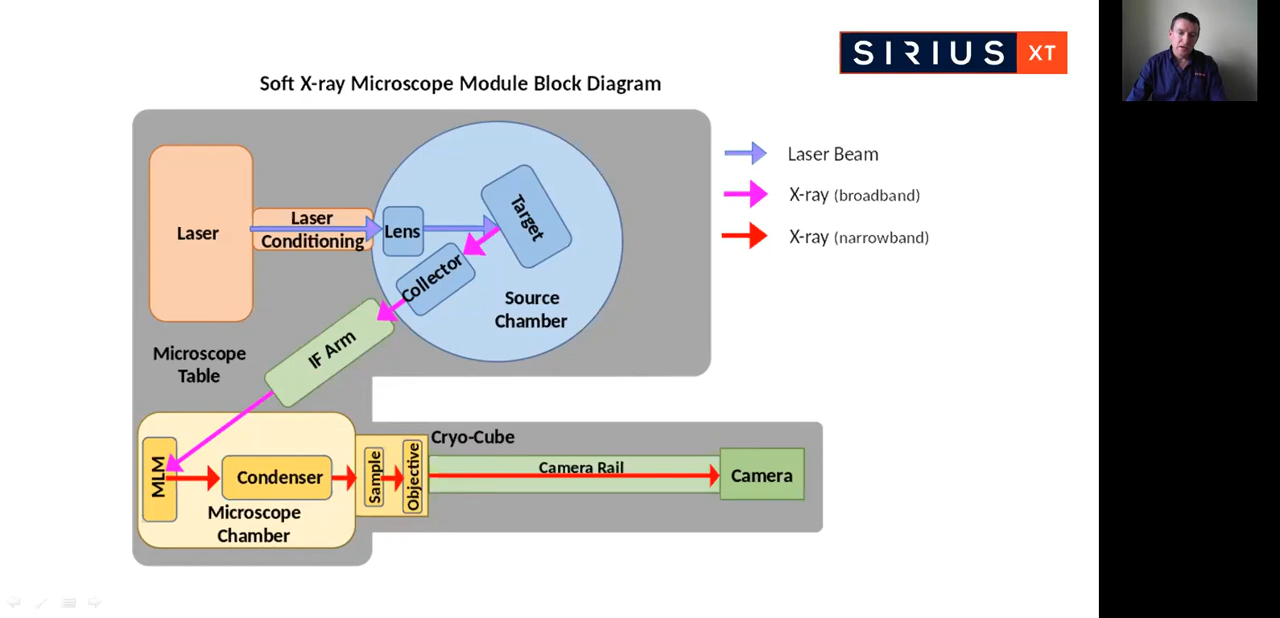 SIRIUS XT
Soft X-ray Microscope Module Block Diagram
Laser
Laser
Conditioning
Lens
Target
Collector
Source
Chamber
IF Arm
Microscope
Table
Laser Beam
X-ray (broadband)
X-ray (narrowband)
MLM
Condenser
Microscope
Chamber
Sample
Objective
Cryo-Cube
Camera Rail
Camera